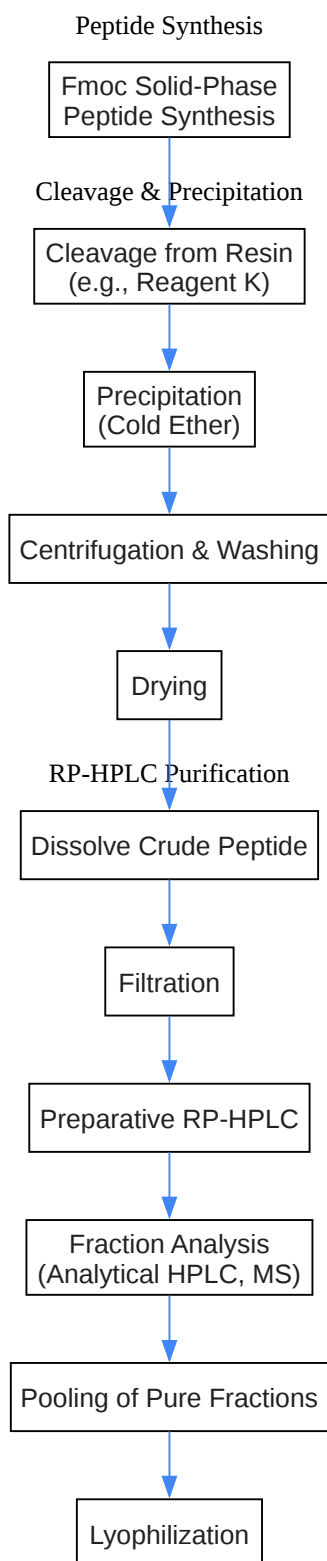 Peptide Synthesis
Fmoc Solid-Phase
Peptide Synthesis
Cleavage & Precipitation
Cleavage from Resin
(e.g., Reagent K)
Precipitation
(Cold Ether)
Centrifugation & Washing
Drying
RP-HPLC Purification
Dissolve Crude Peptide
Filtration
Preparative RP-HPLC
Fraction Analysis
(Analytical HPLC, MS)
Pooling of Pure Fractions
Lyophilization